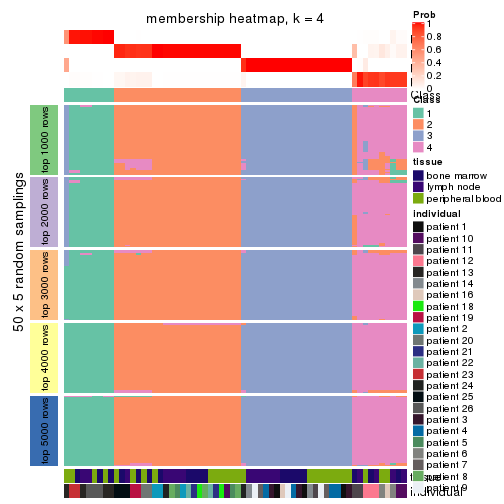 membership heatmap, k = 4
50 x 5 random samplings
top 1000 rows
top 2000 rows
top 3000 rows
top 4000 rows
top 5000 rows
Prob
1
0.8
0.6
0.4
0.2
0
Class
Class
1
2
3
4
tissue
bone marrow
lymph node
peripheral blood
individual
patient 1
patient 10
patient 11
patient 12
patient 13
patient 14
patient 16
patient 18
patient 19
patient 2
patient 20
patient 21
patient 22
patient 23
patient 24
patient 25
patient 26
patient 3
patient 4
patient 5
patient 6
patient 7
patient 8
patient 9
tissue
individual